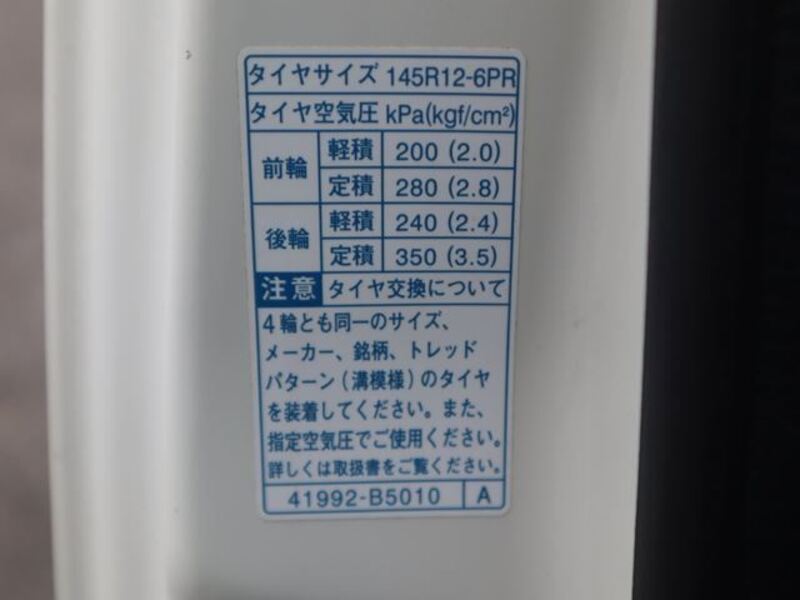 タイヤサイズ 145R12-6PR
タイヤ空気圧 kPa(kgf/cm²)
前輪 軽積 200 (2.0)
定積 280 (2.8)
後輪 軽積 240 (2.4)
定積 350 (3.5)
注意 タイヤ交換について
4輪とも同一のサイズ、
メーカー、銘柄、トレッド
パターン(溝模様)のタイヤ
を装着してください。また、
指定空気圧でご使用ください。
詳しくは取扱書をご覧ください。
41992-B5010 A